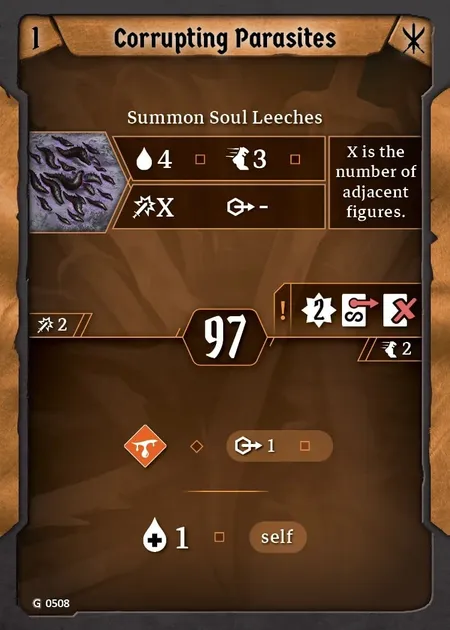 1 Corrupting Parasites
Summon Soul Leeches
4 3
X -
X is the
number of
adjacent
figures.
! 2
2
97
2
1
1 self
G 0508